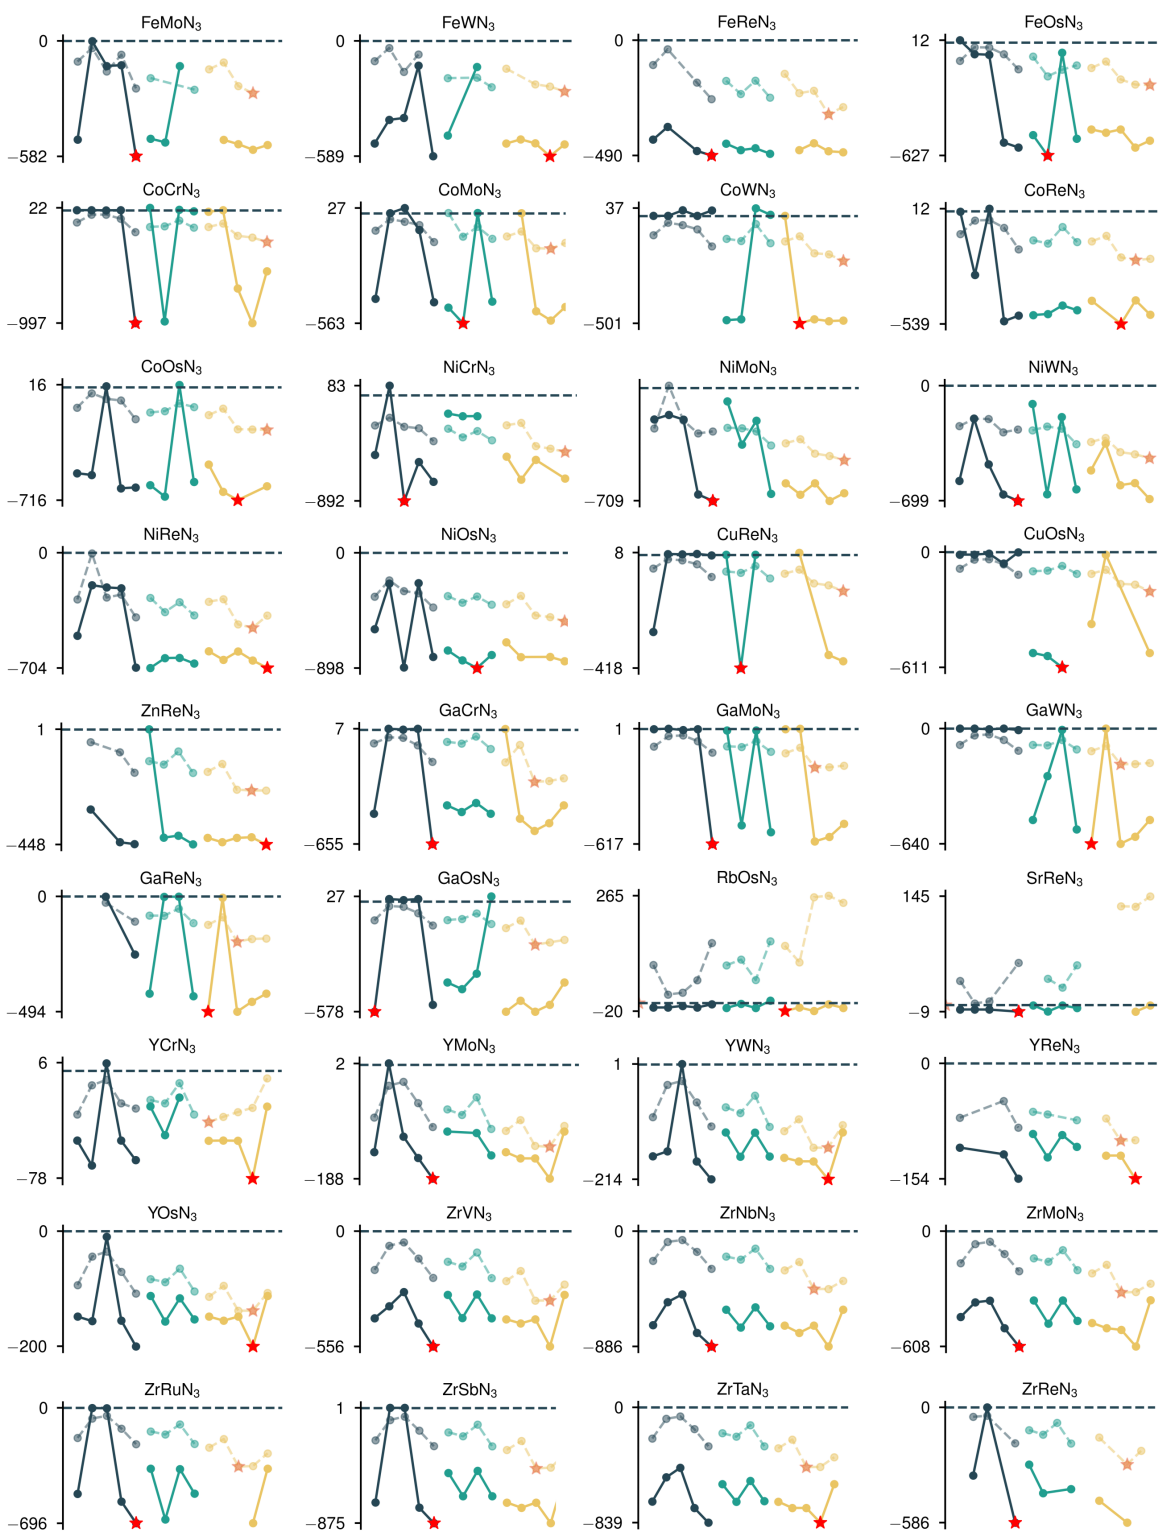 FeMoN₃ FeWN₃ FeReN₃ FeOsN₃
0 0 0 12
−582 −589 −490 −627
CoCrN₃ CoMoN₃ CoWN₃ CoReN₃
22 27 37 12
−997 −563 −501 −539
CoOsN₃ NiCrN₃ NiMoN₃ NiWN₃
16 83 0
−716 −892 −709 −699
NiReN₃ NiOsN₃ CuReN₃ CuOsN₃
0 0 8 0
−704 −898 −418 −611
ZnReN₃ GaCrN₃ GaMoN₃ GaWN₃
1 7 1 0
−448 −655 −617 −640
GaReN₃ GaOsN₃ RbOsN₃ SrReN₃
0 27 265 145
−494 −578 −20 −9
YCrN₃ YMoN₃ YWN₃ YReN₃
6 2 1 0
−78 −188 −214 −154
YOsN₃ ZrVN₃ ZrNbN₃ ZrMoN₃
0 0 0 0
−200 −556 −886 −608
ZrRuN₃ ZrSbN₃ ZrTaN₃ ZrReN₃
0 1 0 0
−696 −875 −839 −586